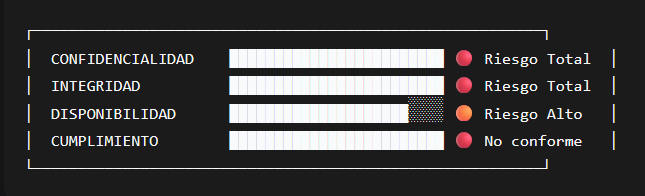 CONFIDENCIALIDAD Riesgo Total
INTEGRIDAD Riesgo Total
DISPONIBILIDAD Riesgo Alto
CUMPLIMIENTO No conforme